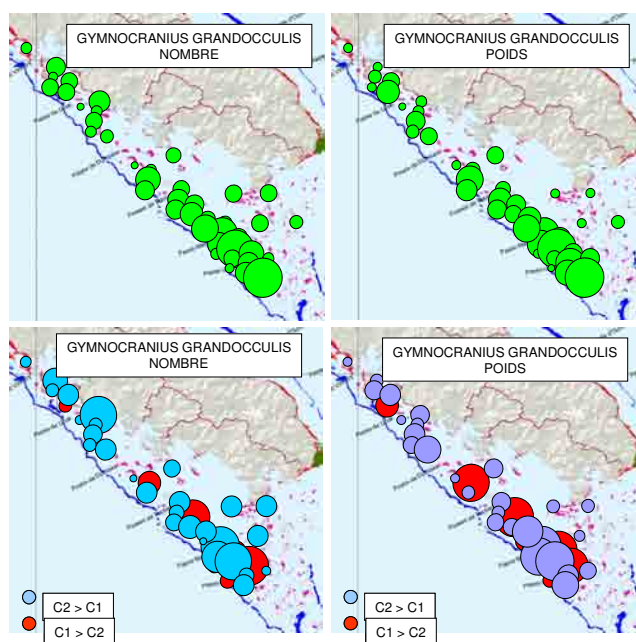 GYMNOCRANIUS GRANDOCCULIS
NOMBRE
GYMNOCRANIUS GRANDOCCULIS
POIDS
GYMNOCRANIUS GRANDOCCULIS
NOMBRE
C2 > C1
C1 > C2
GYMNOCRANIUS GRANDOCCULIS
POIDS
C2 > C1
C1 > C2